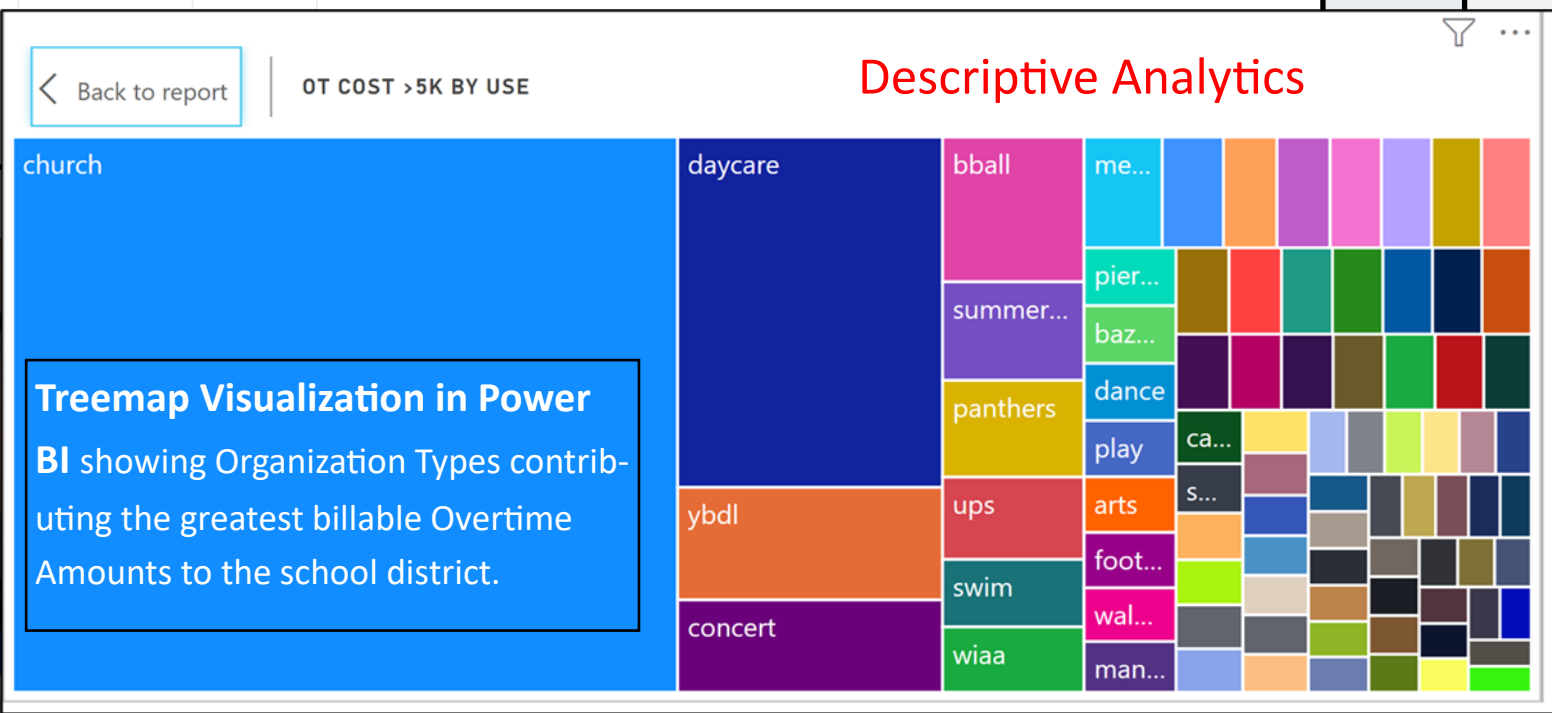 Back to report
OT COST >5K BY USE
...
Descriptive Analytics
church
daycare
bball
me...
summer...
pier...
baz...
panthers
dance
play
ca...
ybdl
ups
arts
s...
foot...
swim
concert
wal...
wiaa
man...
Treemap Visualization in Power
BI showing Organization Types contrib-
uting the greatest billable Overtime
Amounts to the school district.